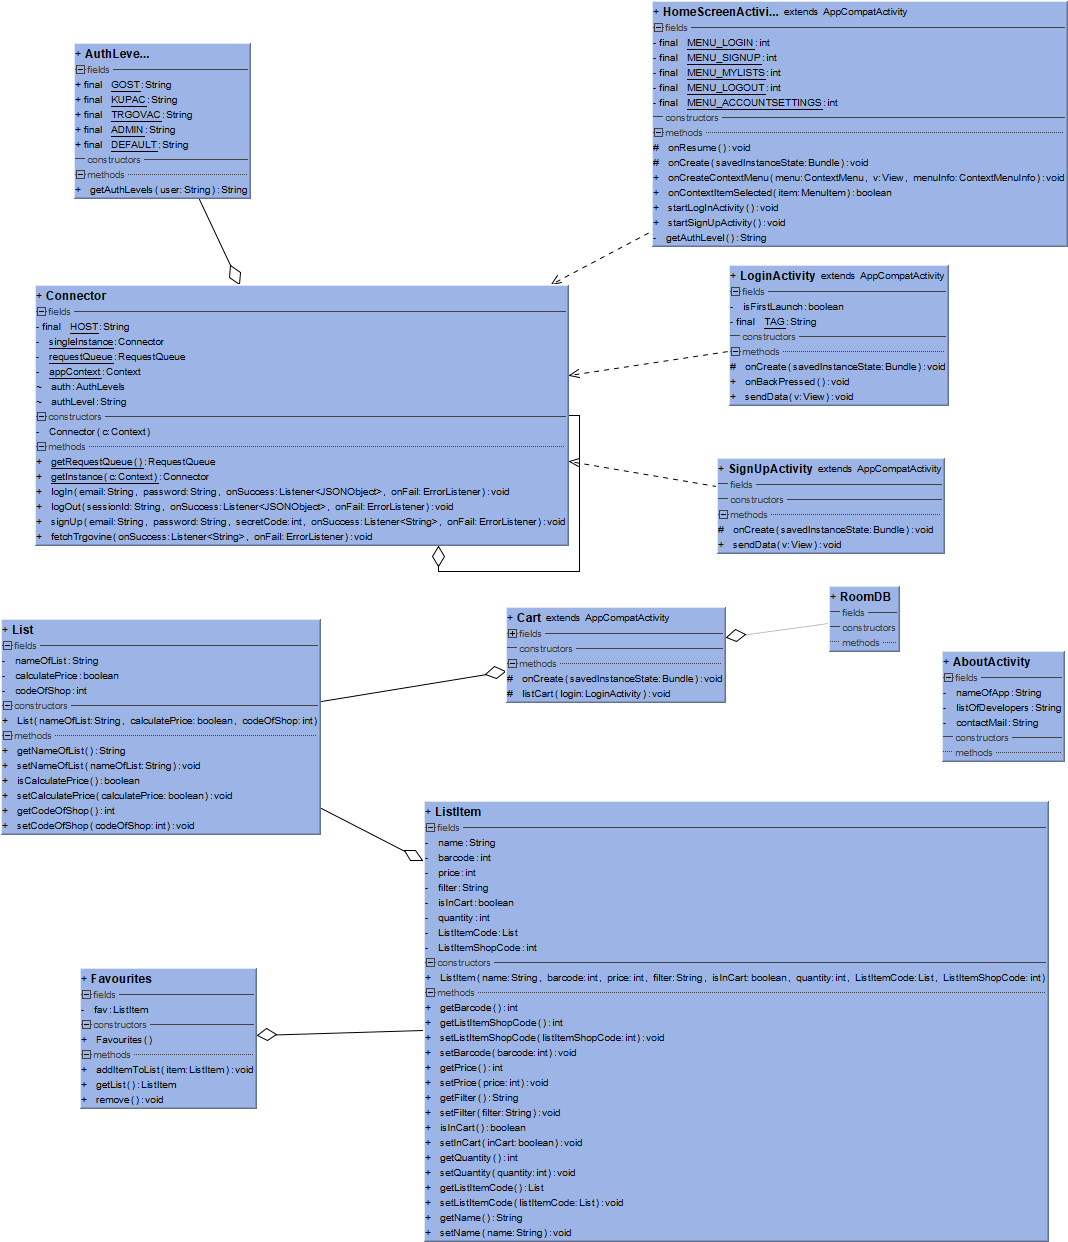 + AuthLeve...
fields
+ final GOST: String
+ final KUPAC: String
+ final TRGOVAC: String
+ final ADMIN: String
+ final DEFAULT: String
constructors
methods
+ getAuthLevels (user: String): String
+ HomeScreenActivi... extends AppCompatActivity
fields
- final MENU_LOGIN: int
- final MENU_SIGNUP: int
- final MENU_MYLISTS: int
- final MENU_LOGOUT: int
- final MENU_ACCOUNTSETTINGS: int
constructors
methods
# onResume (): void
# onCreate (savedInstanceState: Bundle): void
+ onCreateContextMenu (menu: ContextMenu, v: View, menuInfo: ContextMenuInfo): void
+ onContextItemSelected (item: MenuItem): boolean
+ startLogInActivity (): void
+ startSignUpActivity (): void
- getAuthLevel (): String
+ Connector
fields
- final HOST: String
- singleInstance: Connector
- requestQueue: RequestQueue
- appContext: Context
~ auth: AuthLevels
~ authLevel: String
constructors
- Connector (c: Context)
methods
+ getRequestQueue (): RequestQueue
+ getInstance (c: Context): Connector
+ logIn (email: String, password: String, onSuccess: Listener<JSONObject>, onFail: ErrorListener): void
+ logOut (sessionId: String, onSuccess: Listener<JSONObject>, onFail: ErrorListener): void
+ signUp (email: String, password: String, secretCode: int, onSuccess: Listener<String>, onFail: ErrorListener): void
+ fetchTrgovine (onSuccess: Listener<String>, onFail: ErrorListener): void
+ LoginActivity extends AppCompatActivity
fields
- isFirstLaunch: boolean
- final TAG: String
constructors
methods
# onCreate (savedInstanceState: Bundle): void
+ onBackPressed (): void
+ sendData (v: View): void
+ SignUpActivity extends AppCompatActivity
fields
constructors
methods
# onCreate (savedInstanceState: Bundle): void
+ sendData (v: View): void
+ List
fields
- nameOfList: String
- calculatePrice: boolean
- codeOfShop: int
constructors
+ List (nameOfList: String, calculatePrice: boolean, codeOfShop: int)
methods
+ getNameOfList (): String
+ setNameOfList (nameOfList: String): void
+ isCalculatePrice (): boolean
+ setCalculatePrice (calculatePrice: boolean): void
+ getCodeOfShop (): int
+ setCodeOfShop (codeOfShop: int): void
+ Cart extends AppCompatActivity
fields
constructors
methods
# onCreate (savedInstanceState: Bundle): void
# listCart (login: LoginActivity): void
+ RoomDB
fields
constructors
methods
+ AboutActivity
fields
- nameOfApp: String
- listOfDevelopers: String
- contactMail: String
constructors
methods
+ ListItem
fields
- name: String
- barcode: int
- price: int
- filter: String
- isInCart: boolean
- quantity: int
- ListItemCode: List
- ListItemShopCode: int
constructors
+ ListItem (name: String, barcode: int, price: int, filter: String, isInCart: boolean, quantity: int, ListItemCode: List, ListItemShopCode: int)
methods
+ getBarcode (): int
+ getListItemShopCode (): int
+ setListItemShopCode (listItemShopCode: int): void
+ setBarcode (barcode: int): void
+ getPrice (): int
+ setPrice (price: int): void
+ getFilter (): String
+ setFilter (filter: String): void
+ isInCart (): boolean
+ setInCart (inCart: boolean): void
+ getQuantity (): int
+ setQuantity (quantity: int): void
+ getListItemCode (): List
+ setListItemCode (listItemCode: List): void
+ getName (): String
+ setName (name: String): void
+ Favourites
fields
- fav: ListItem
constructors
+ Favourites ()
methods
+ addItemToList (item: ListItem): void
+ getList (): ListItem
+ remove (): void